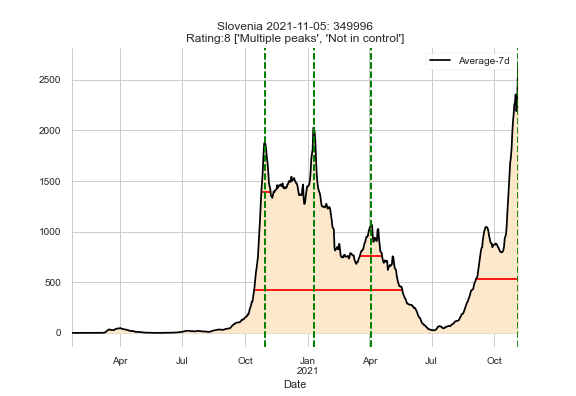 Slovenia 2021-11-05: 349996
Rating:8 ['Multiple peaks', 'Not in control']
Average-7d
2500
2000
1500
1000
500
0
Apr
Jul
Oct
Jan
2021
Apr
Jul
Oct
Date